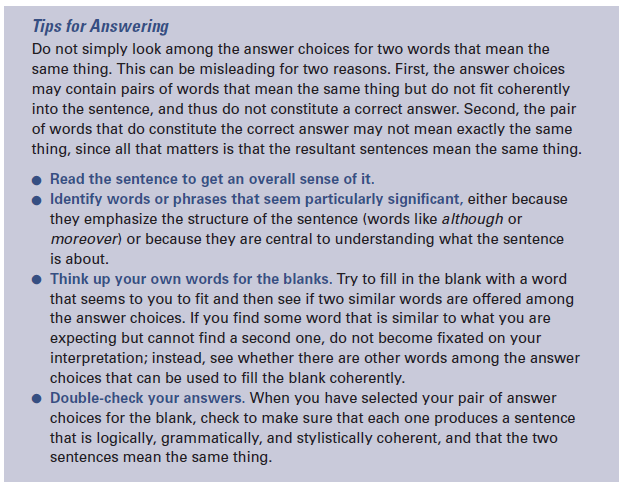 Tips for Answering
Do not simply look among the answer choices for two words that mean the
same thing. This can be misleading for two reasons. First, the answer choices
may contain pairs of words that mean the same thing but do not fit coherently
into the sentence, and thus do not constitute a correct answer. Second, the pair
of words that do constitute the correct answer may not mean exactly the same
thing, since all that matters is that the resultant sentences mean the same thing.
● Read the sentence to get an overall sense of it.
● Identify words or phrases that seem particularly significant, either because
they emphasize the structure of the sentence (words like although or
moreover) or because they are central to understanding what the sentence
is about.
● Think up your own words for the blanks. Try to fill in the blank with a word
that seems to you to fit and then see if two similar words are offered among
the answer choices. If you find some word that is similar to what you are
expecting but cannot find a second one, do not become fixated on your
interpretation; instead, see whether there are other words among the answer
choices that can be used to fill the blank coherently.
● Double-check your answers. When you have selected your pair of answer
choices for the blank, check to make sure that each one produces a sentence
that is logically, grammatically, and stylistically coherent, and that the two
sentences mean the same thing.